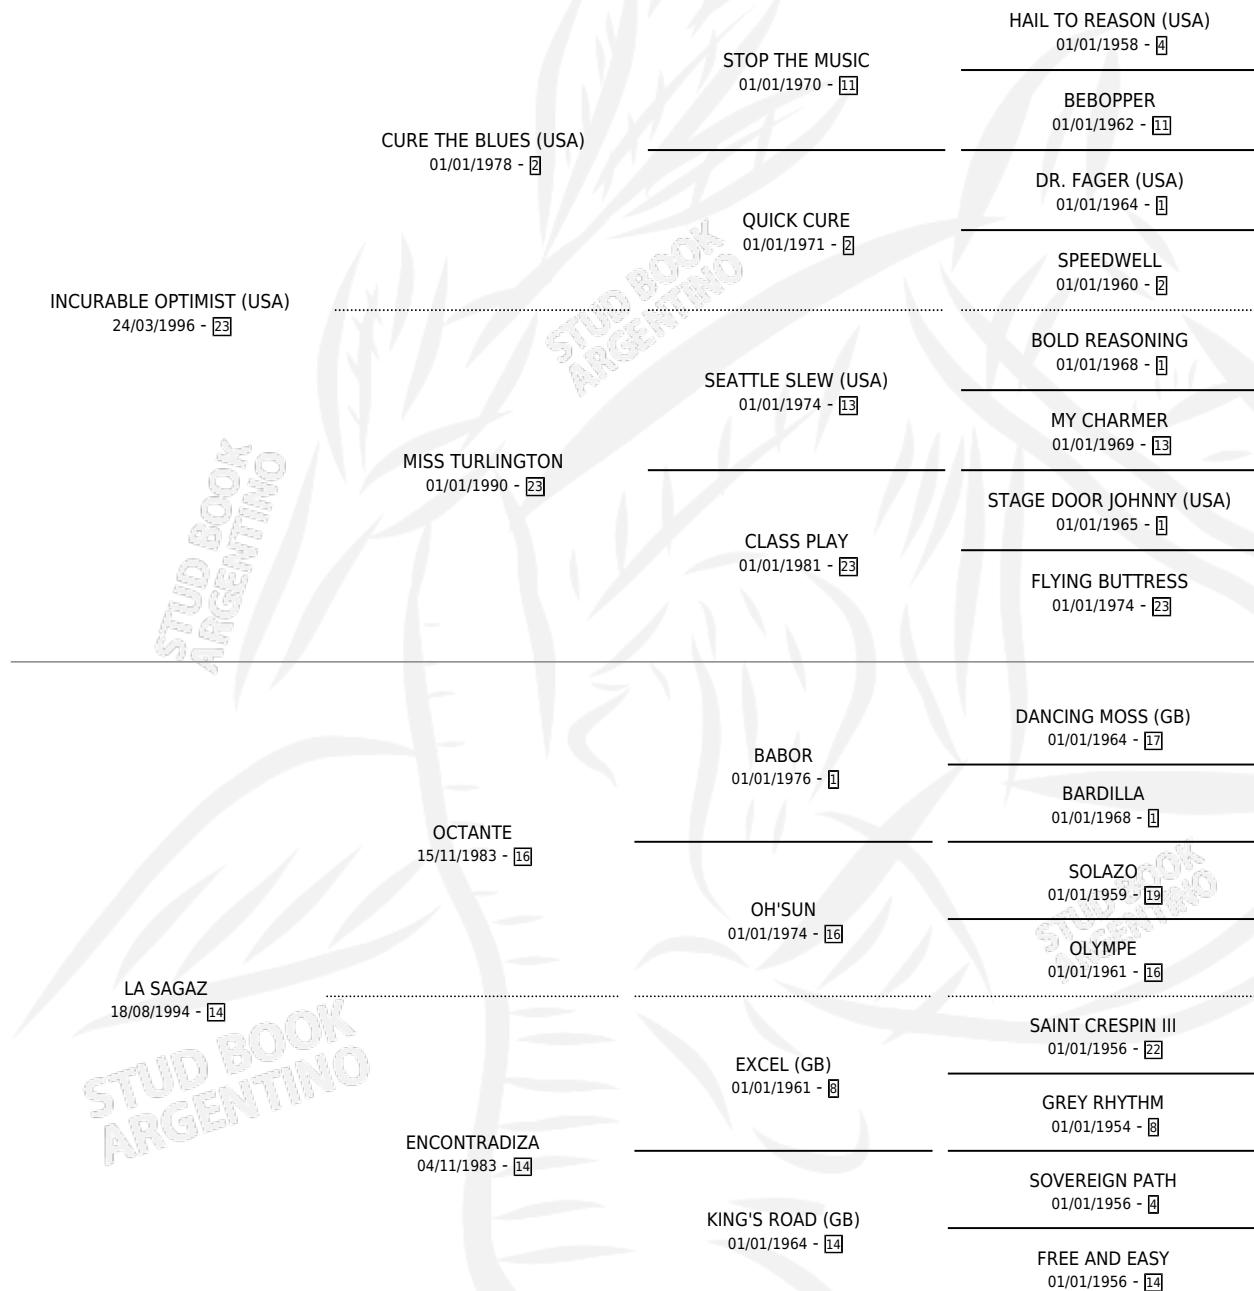 HAIL TO REASON (USA)
01/01/1958 - 4
STOP THE MUSIC
01/01/1970 - 11
BEBOPPER
01/01/1962 - 11
CURE THE BLUES (USA)
01/01/1978 - 2
DR. FAGER (USA)
01/01/1964 - 1
QUICK CURE
01/01/1971 - 2
SPEEDWELL
01/01/1960 - 2
INCURABLE OPTIMIST (USA)
24/03/1996 - 23
BOLD REASONING
01/01/1968 - 1
SEATTLE SLEW (USA)
01/01/1974 - 13
MY CHARMER
01/01/1969 - 13
MISS TURLINGTON
01/01/1990 - 23
STAGE DOOR JOHNNY (USA)
01/01/1965 - 1
CLASS PLAY
01/01/1981 - 23
FLYING BUTTRESS
01/01/1974 - 23
DANCING MOSS (GB)
01/01/1964 - 17
BABOR
01/01/1976 - 1
BARDILLA
01/01/1968 - 1
OCTANTE
15/11/1983 - 16
SOLAZO
01/01/1959 - 19
OH'SUN
01/01/1974 - 16
OLYMPE
01/01/1961 - 16
LA SAGAZ
18/08/1994 - 14
SAINT CRESPIN III
01/01/1956 - 22
EXCEL (GB)
01/01/1961 - 8
GREY RHYTHM
01/01/1954 - 8
ENCONTRADIZA
04/11/1983 - 14
SOVEREIGN PATH
01/01/1956 - 4
KING'S ROAD (GB)
01/01/1964 - 14
FREE AND EASY
01/01/1956 - 14
STUD BOOK
ARGENTINO
STUD BOOK
ARGENTINO
STUD BOOK
ARGENTINO
STUD BOOK
ARGENTINO